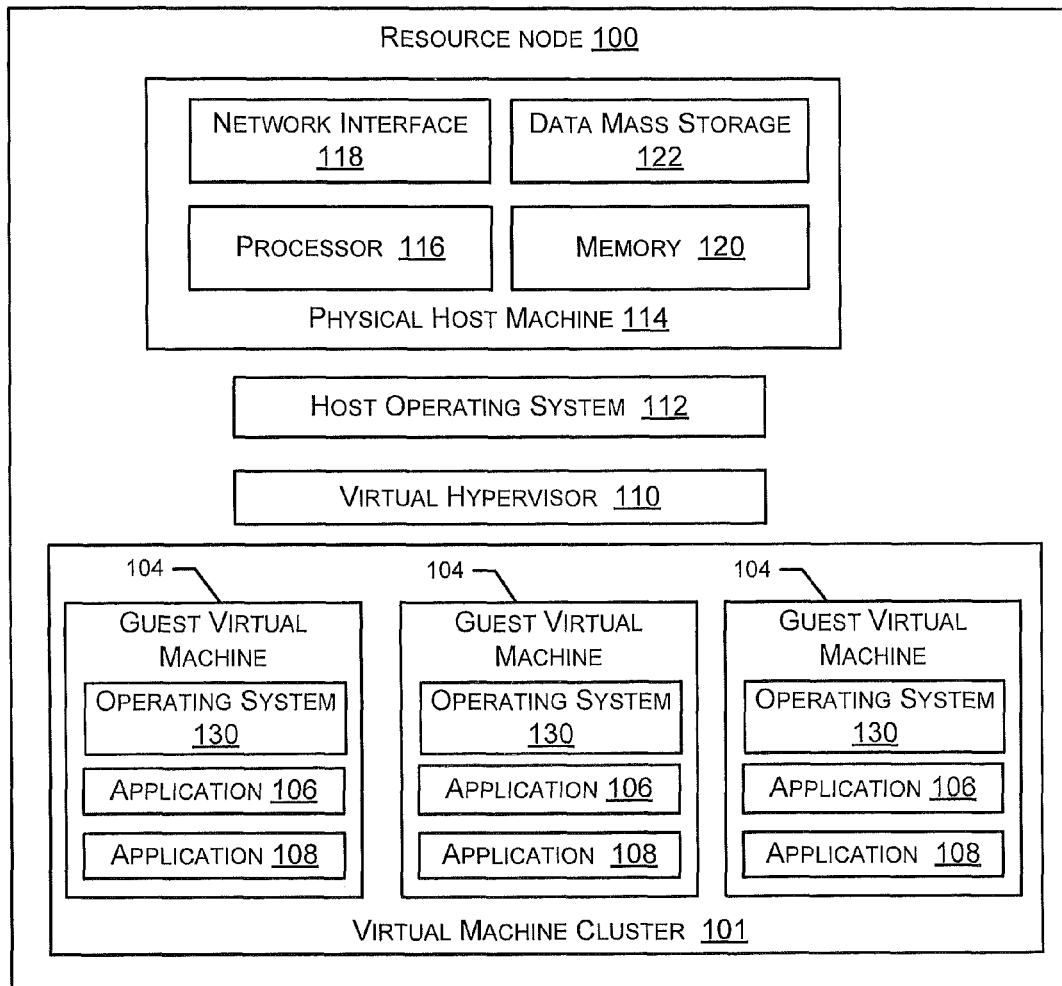 RESOURCE NODE 100
NETWORK INTERFACE
118
DATA MASS STORAGE
122
PROCESSOR 116
MEMORY 120
PHYSICAL HOST MACHINE 114
HOST OPERATING SYSTEM 112
VIRTUAL HYPERVISOR 110
104
GUEST VIRTUAL
MACHINE
OPERATING SYSTEM
130
APPLICATION 106
APPLICATION 108
104
GUEST VIRTUAL
MACHINE
OPERATING SYSTEM
130
APPLICATION 106
APPLICATION 108
104
GUEST VIRTUAL
MACHINE
OPERATING SYSTEM
130
APPLICATION 106
APPLICATION 108
VIRTUAL MACHINE CLUSTER 101